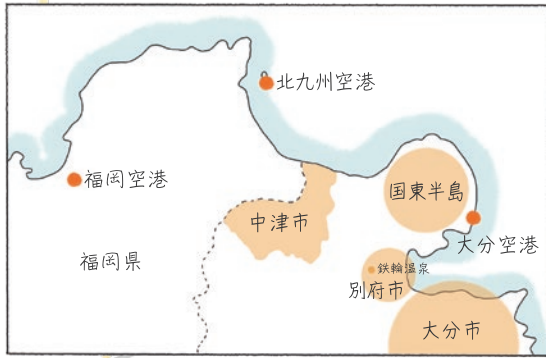 北九州空港
福岡空港
国東半島
中津市
大分空港
福岡県
鉄輪温泉
別府市
大分市